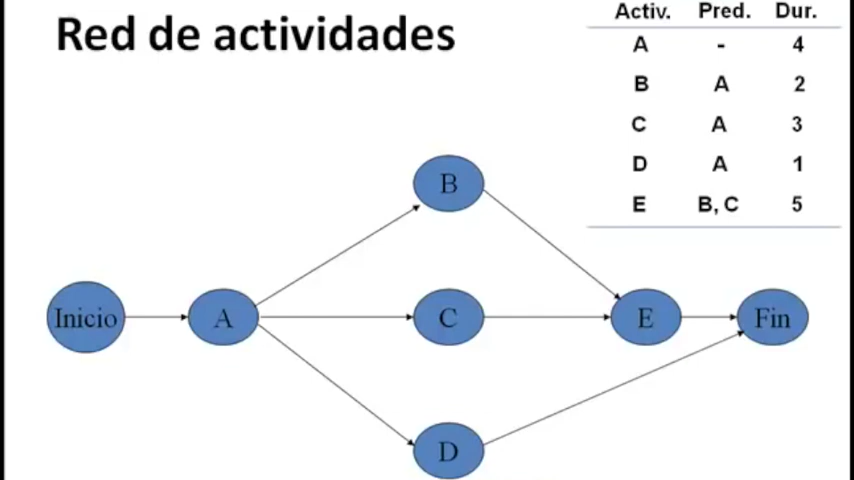 Red de actividades
Activ. Pred. Dur.
A - 4
B A 2
C A 3
D A 1
E B, C 5
B
Inicio A C E Fin
D